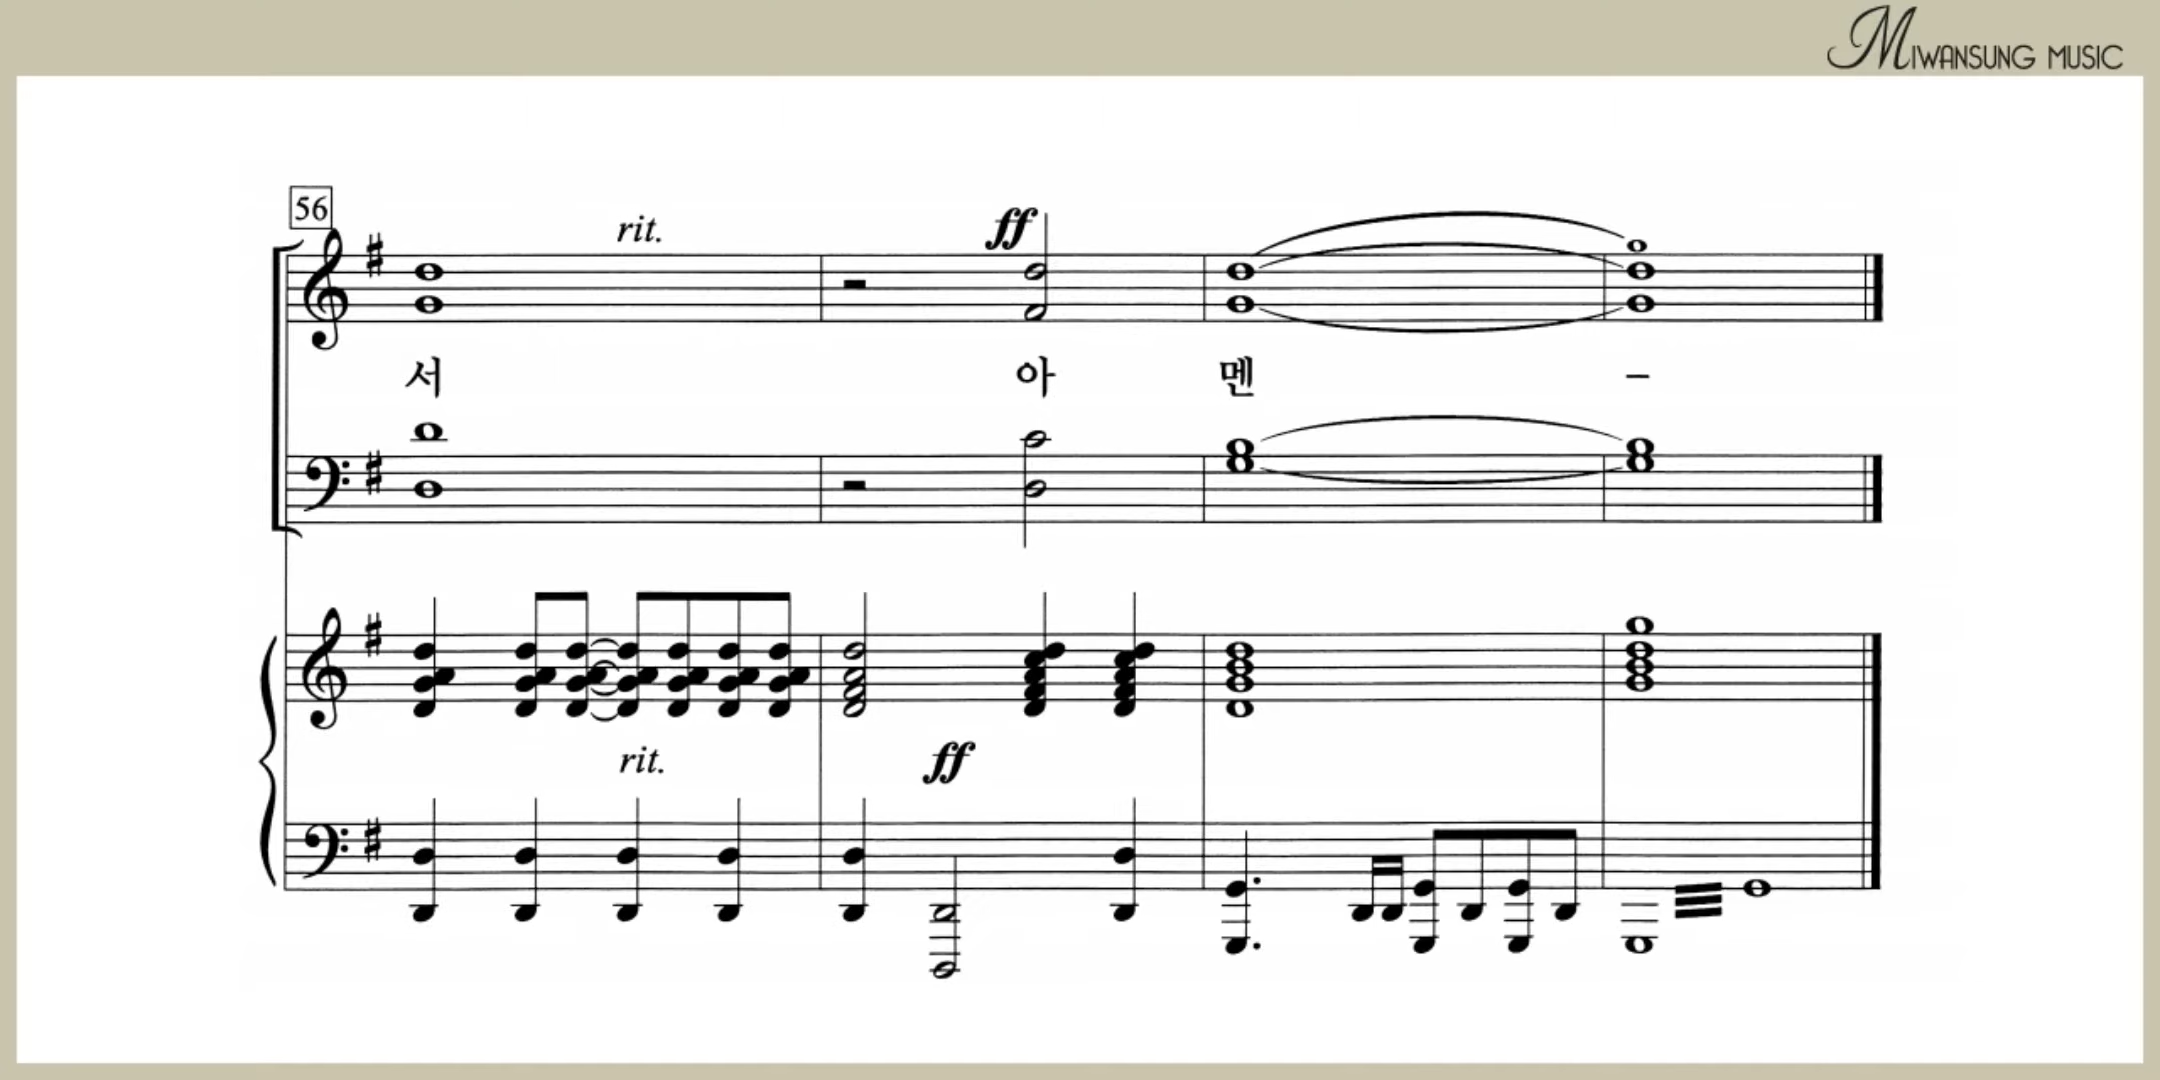 MIWANSUNG MUSIC
56
rit.
ff
서 아 멘 –
rit.
ff